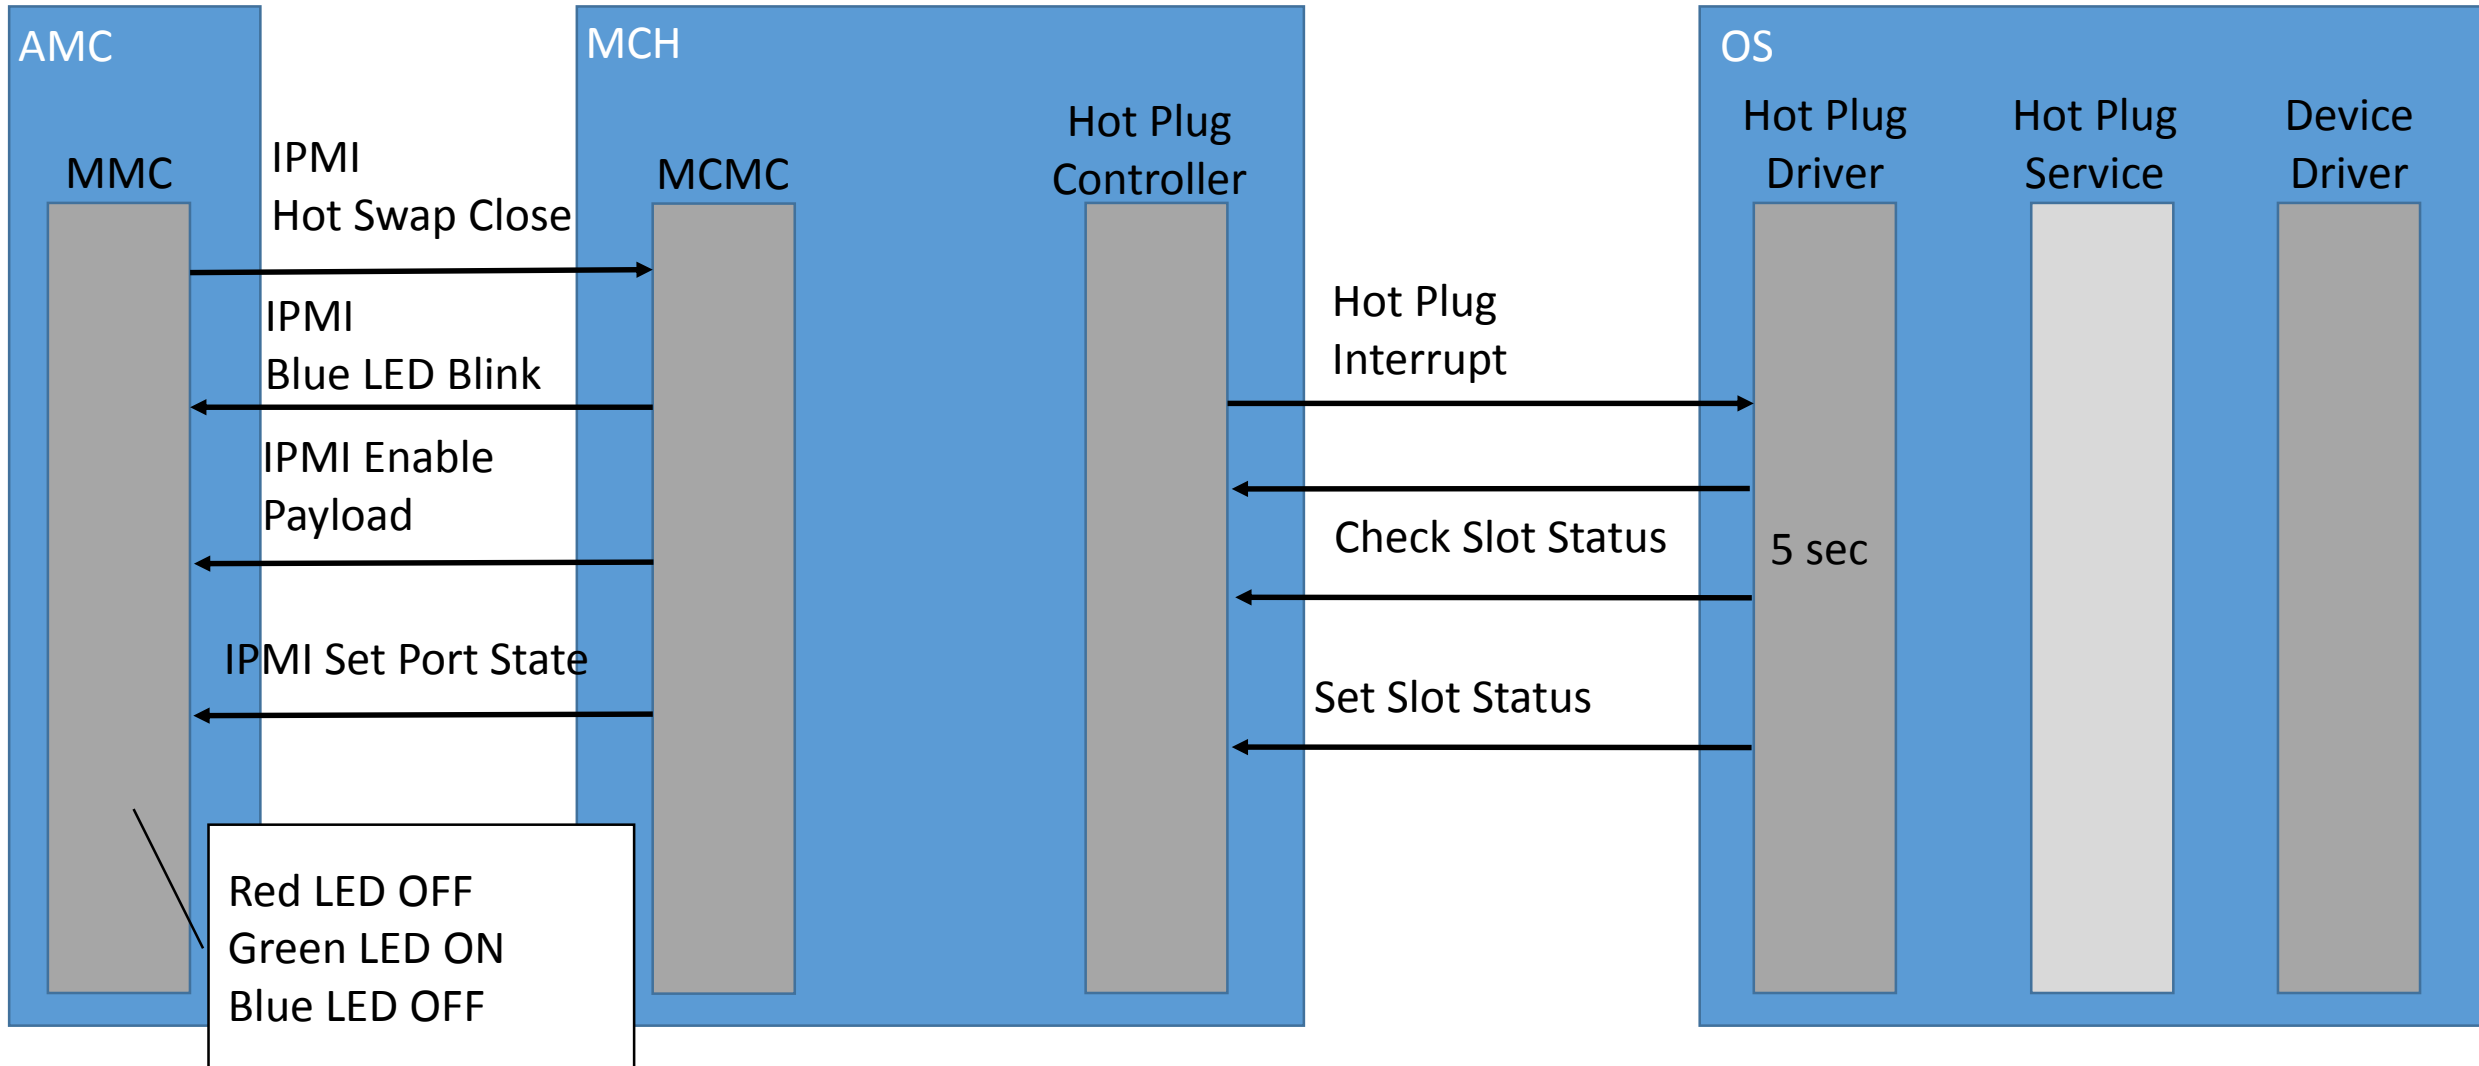 AMC
MCH
OS
MMC
IPMI
Hot Swap Close
MCMC
Hot Plug
Controller
Hot Plug
Driver
Hot Plug
Service
Device
Driver
IPMI
Blue LED Blink
Hot Plug
Interrupt
IPMI Enable
Payload
Check Slot Status
5 sec
IPMI Set Port State
Set Slot Status
Red LED OFF
Green LED ON
Blue LED OFF